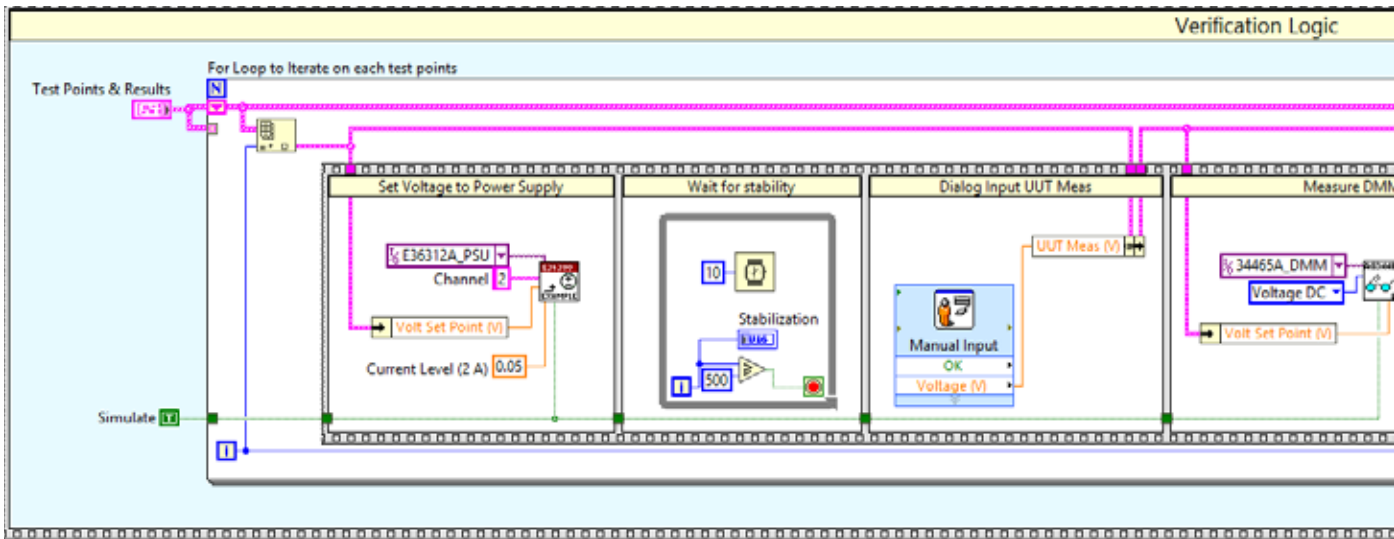 Verification Logic
For Loop to Iterate on each test points
N
Test Points & Results
Set Voltage to Power Supply
Wait for stability
Dialog Input UUT Meas
Measure DMM
E36312A_PSU
Channel 2
Volt Set Point (V)
Current Level (2 A) 0.05
10
Stabilization
U16
i
500
UUT Meas (V)
Manual Input
OK
Voltage (V)
34465A_DMM
Voltage DC
Volt Set Point (V)
Simulate T
i